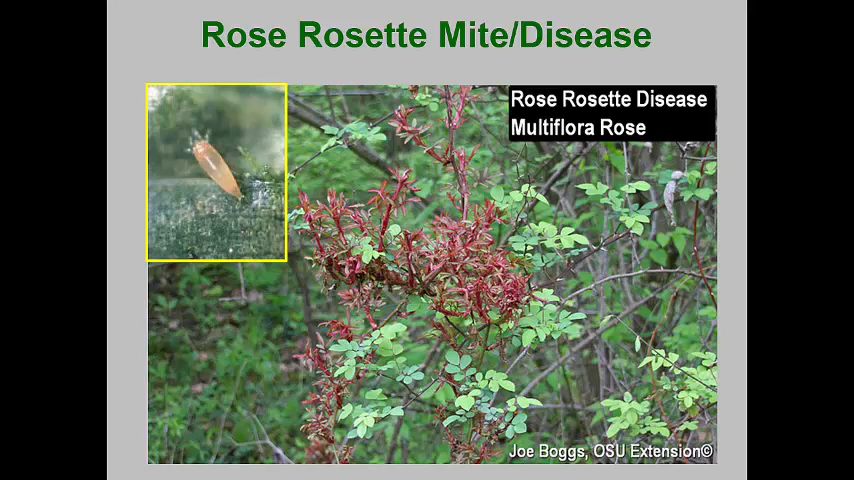 Rose Rosette Mite/Disease
Rose Rosette Disease
Multiflora Rose
Joe Boggs, OSU Extension©